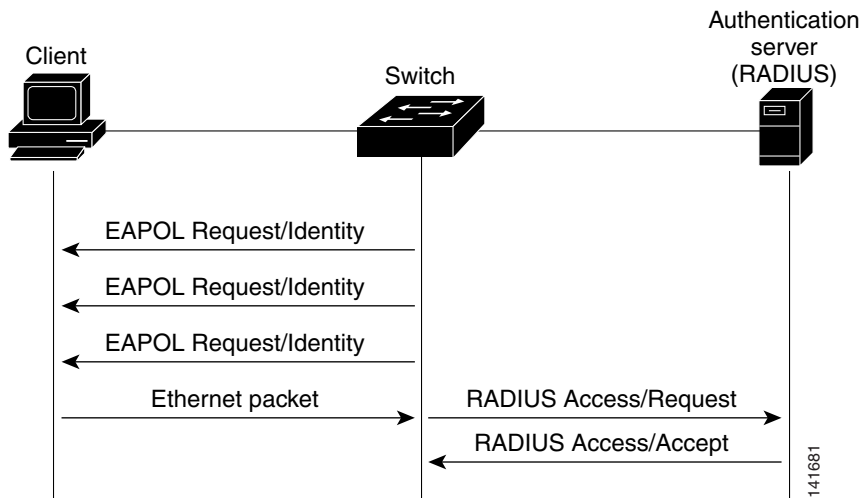 Authentication
server
(RADIUS)
Client
Switch
EAPOL Request/Identity
EAPOL Request/Identity
EAPOL Request/Identity
Ethernet packet
RADIUS Access/Request
RADIUS Access/Accept
141681